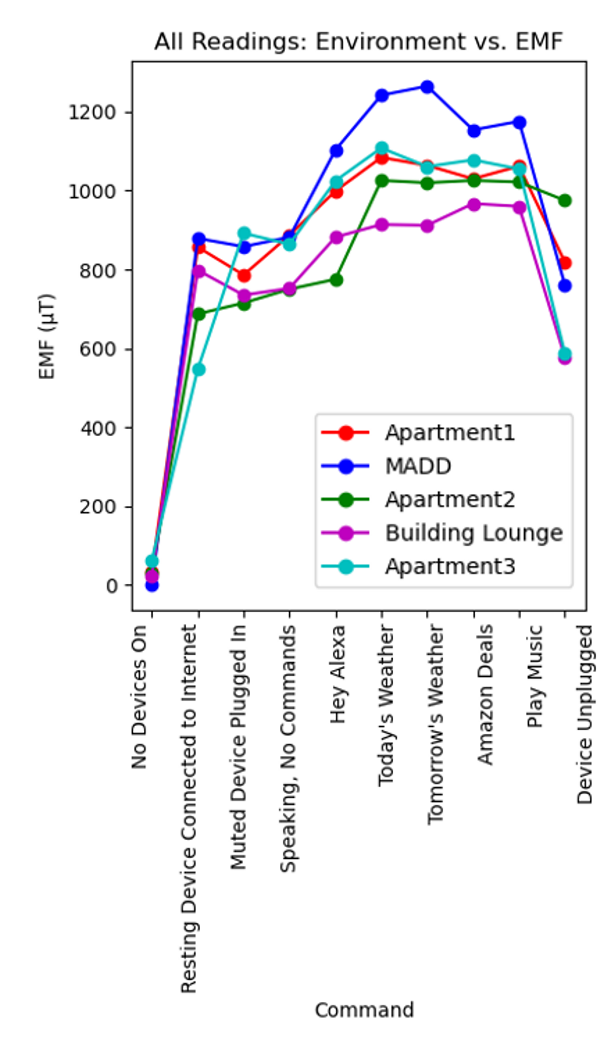 All Readings: Environment vs. EMF
EMF (µT)
1200
1000
800
600
400
200
0
Apartment1
MADD
Apartment2
Building Lounge
Apartment3
No Devices On
Resting Device Connected to Internet
Muted Device Plugged In
Speaking, No Commands
Hey Alexa
Today's Weather
Tomorrow's Weather
Amazon Deals
Play Music
Device Unplugged
Command